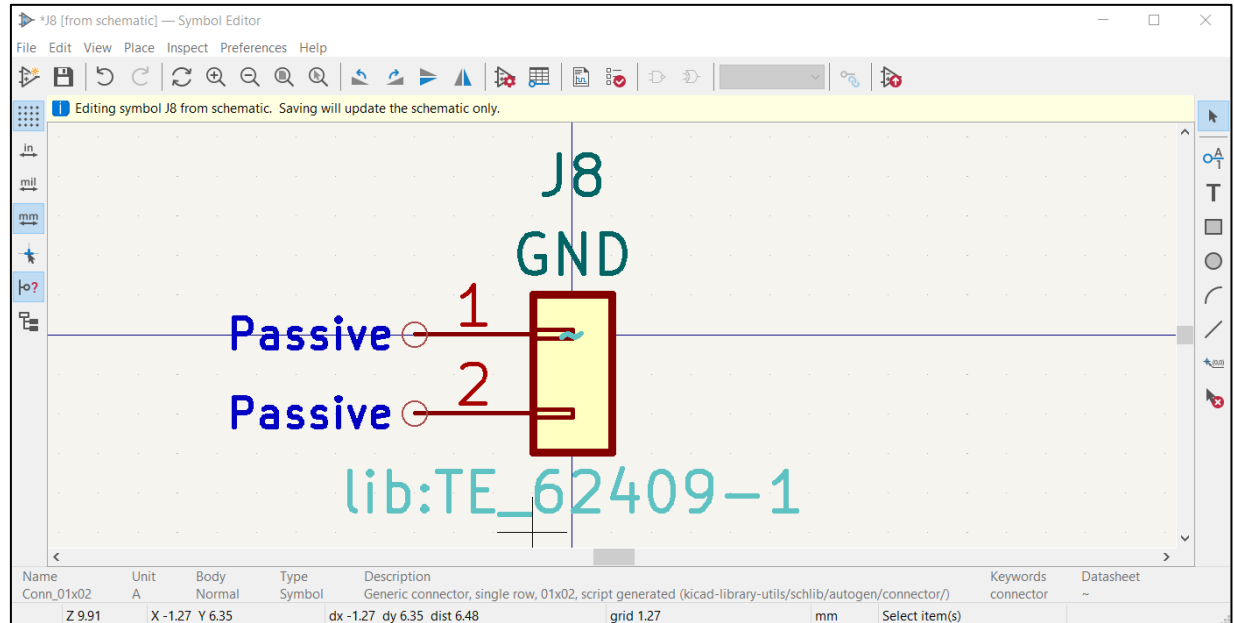 *J8 [from schematic] — Symbol Editor
File Edit View Place Inspect Preferences Help
Editing symbol J8 from schematic. Saving will update the schematic only.
in
mil
mm
A
1
T
(0,0)
J8
GND
1
Passive
2
Passive
~
lib:TE_62409-1
Name Unit Body Type Description Keywords Datasheet
Conn_01x02 A Normal Symbol Generic connector, single row, 01x02, script generated (kicad-library-utils/schlib/autogen/connector/) connector ~
Z 9.91 X -1.27 Y 6.35 dx -1.27 dy 6.35 dist 6.48 grid 1.27 mm Select item(s)